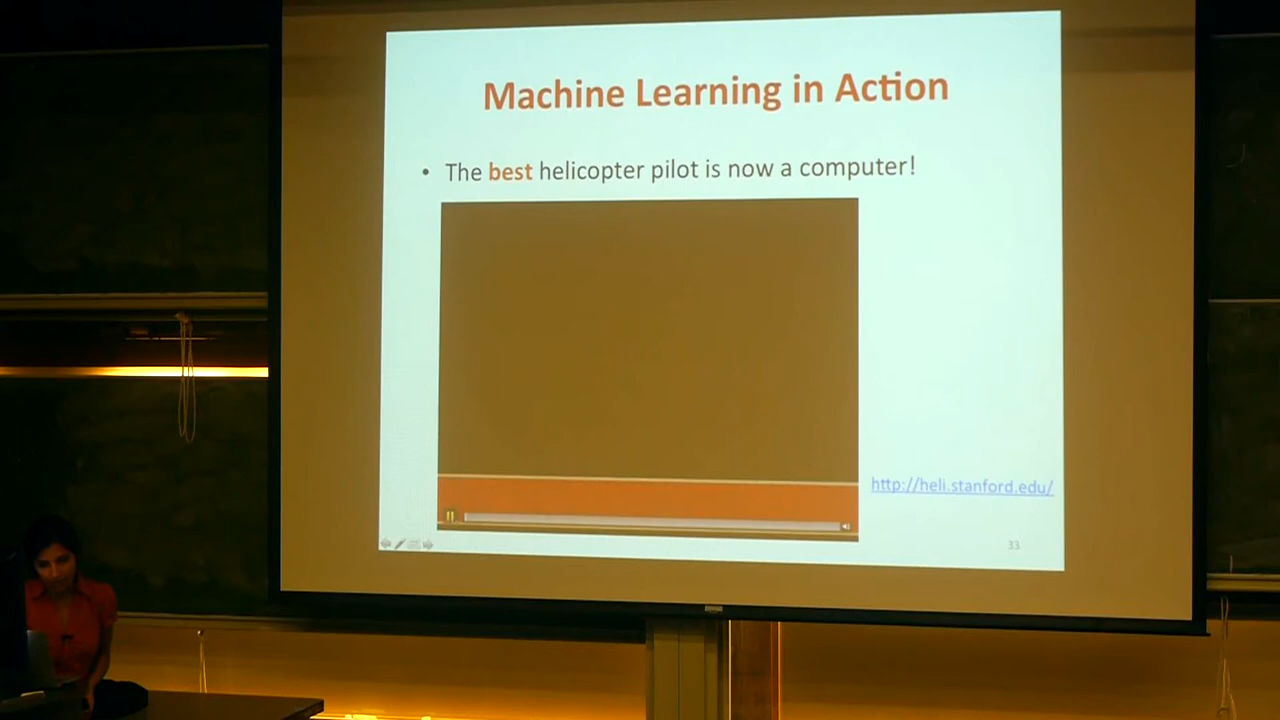 Machine Learning in Action
• The best helicopter pilot is now a computer!
http://heli.stanford.edu/
33